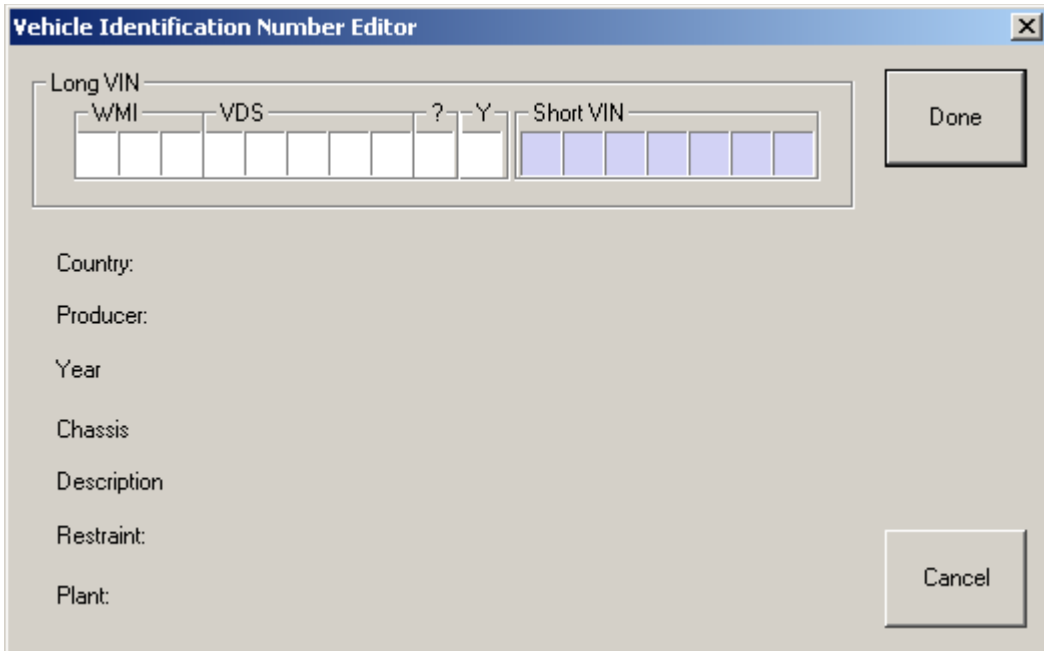 Vehicle Identification Number Editor
Long VIN
WMI VDS ? Y Short VIN
Done
Country:
Producer:
Year
Chassis
Description
Restraint:
Cancel
Plant: